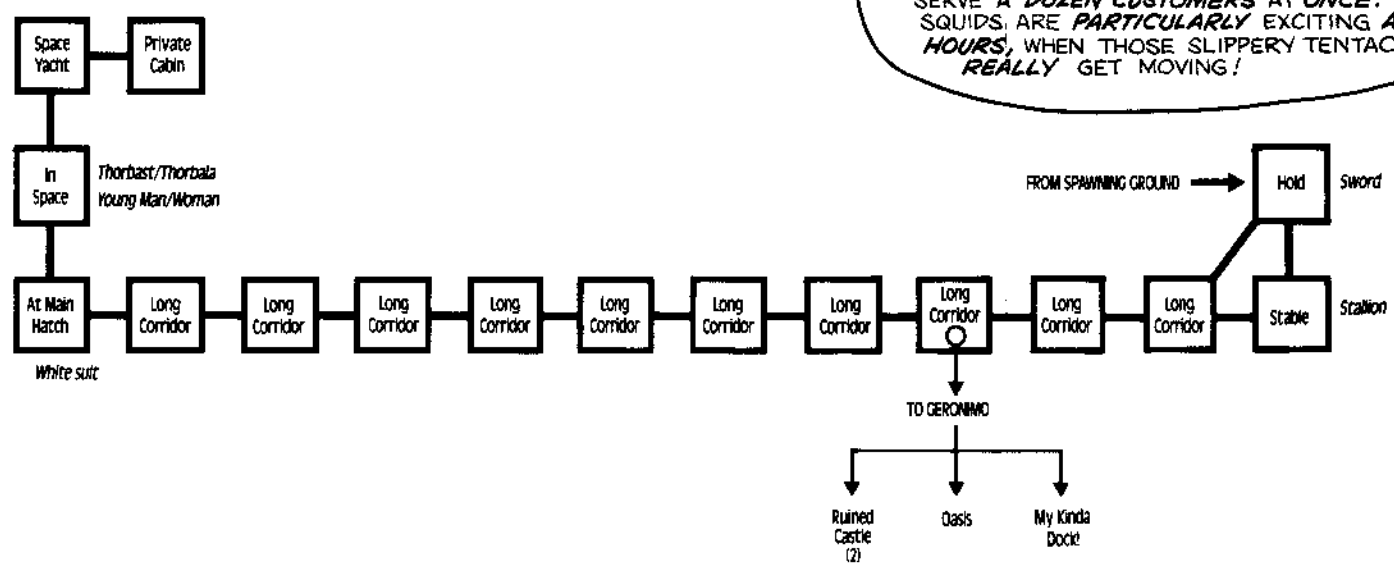 SERVE A DOZEN CUSTOMERS AT ONCE.
SQUIDS ARE PARTICULARLY EXCITING
HOURS, WHEN THOSE SLIPPERY
REALLY GET MOVING!
Space
Yacht
Private
Cabin
In
Space
Thorbast/Thorbala
Young Man/Woman
FROM SPAWNING GROUND
Hold
Sword
At Main
Hatch
Long
Corridor
Long
Corridor
Long
Corridor
Long
Corridor
Long
Corridor
Long
Corridor
Long
Corridor
Long
Corridor
Long
Corridor
Long
Corridor
Stable
Stallion
White suit
TO GERONIMO
Ruined
Castle
(2)
Oasis
My Kinda
Dock!